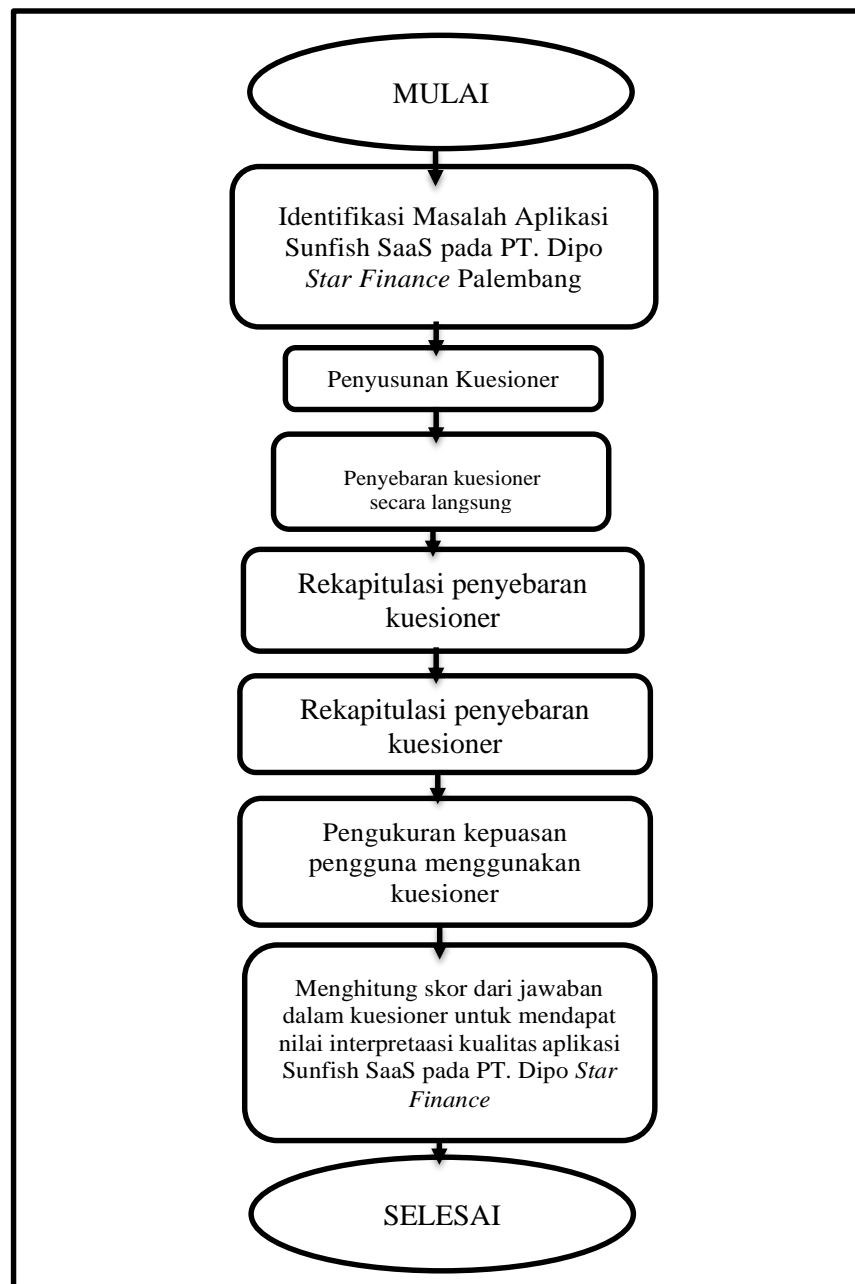 MULAI
Identifikasi Masalah Aplikasi
Sunfish SaaS pada PT. Dipo
Star Finance Palembang
Penyusunan Kuesioner
Penyebaran kuesioner
secara langsung
Rekapitulasi penyebaran
kuesioner
Rekapitulasi penyebaran
kuesioner
Pengukuran kepuasan
pengguna menggunakan
kuesioner
Menghitung skor dari jawaban
dalam kuesioner untuk mendapat
nilai interpretaasi kualitas aplikasi
Sunfish SaaS pada PT. Dipo Star
Finance
SELESAI